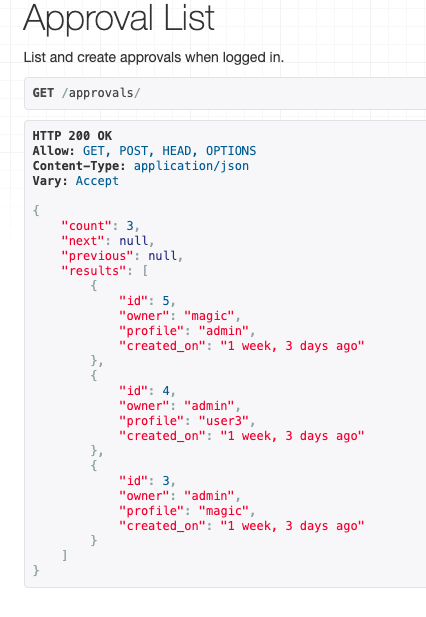 Approval List
List and create approvals when logged in.
GET /approvals/
HTTP 200 OK
Allow: GET, POST, HEAD, OPTIONS
Content-Type: application/json
Vary: Accept
{
    "count": 3,
    "next": null,
    "previous": null,
    "results": [
        {
            "id": 5,
            "owner": "magic",
            "profile": "admin",
            "created_on": "1 week, 3 days ago"
        },
        {
            "id": 4,
            "owner": "admin",
            "profile": "user3",
            "created_on": "1 week, 3 days ago"
        },
        {
            "id": 3,
            "owner": "admin",
            "profile": "magic",
            "created_on": "1 week, 3 days ago"
        }
    ]
}